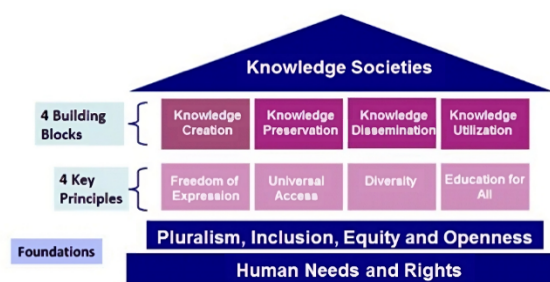 Knowledge Societies
4 Building
Blocks
Knowledge
Creation
Knowledge
Preservation
Knowledge
Dissemination
Knowledge
Utilization
4 Key
Principles
Freedom of
Expression
Universal
Access
Diversity
Education for
All
Foundations
Pluralism, Inclusion, Equity and Openness
Human Needs and Rights